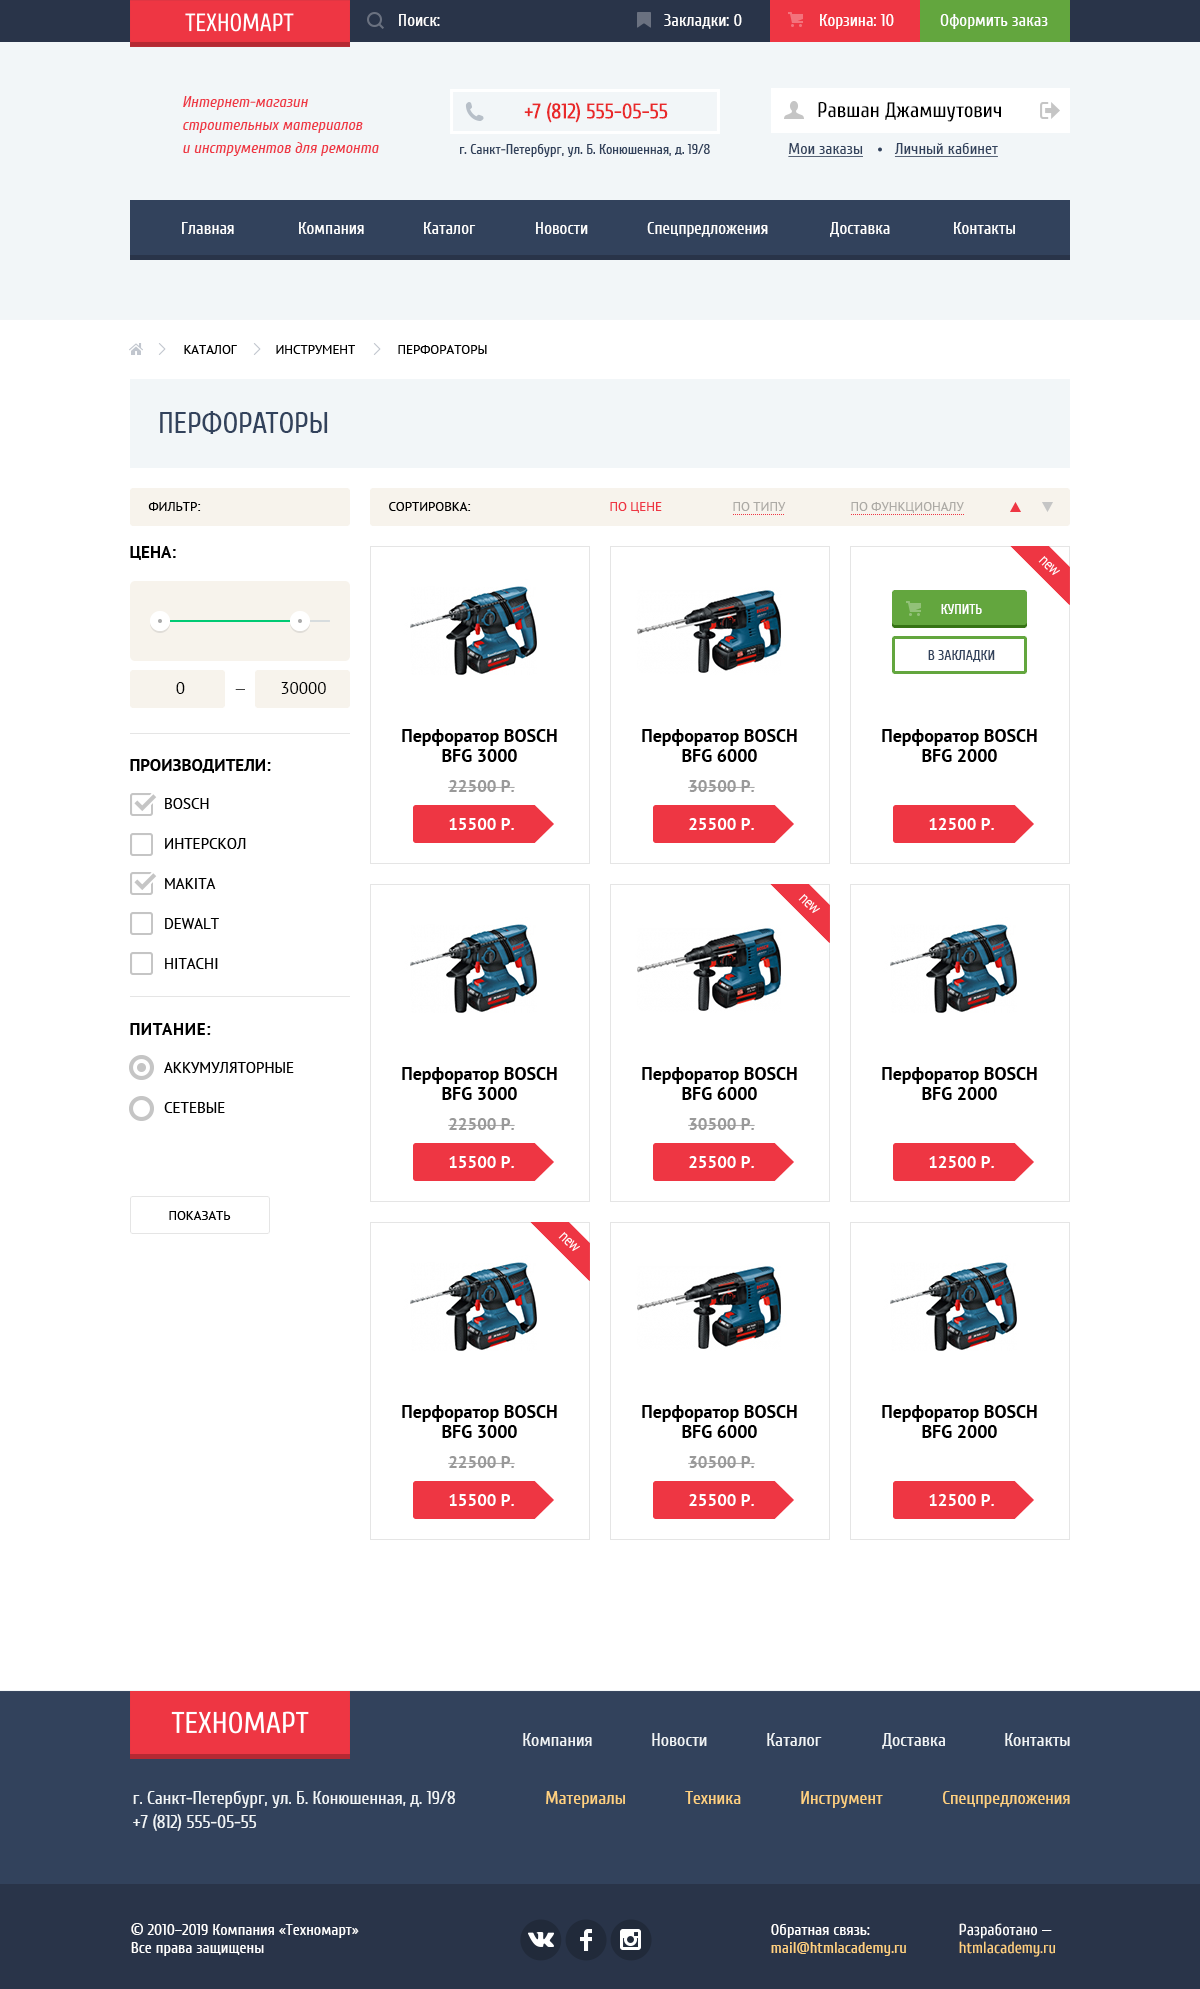 ТЕХНОМАРТ
Поиск:
Закладки: 0
Корзина: 10
Оформить заказ
Интернет-магазин
строительных материалов
и инструментов для ремонта
+7 (812) 555-05-55
г. Санкт-Петербург, ул. Б. Конюшенная, д. 19/8
Равшан Джамшутович
Мои заказы • Личный кабинет
Главная
Компания
Каталог
Новости
Спецпредложения
Доставка
Контакты
КАТАЛОГ
ИНСТРУМЕНТ
ПЕРФОРАТОРЫ
ПЕРФОРАТОРЫ
ФИЛЬТР:
ЦЕНА:
0 – 30000
ПРОИЗВОДИТЕЛИ:
BOSCH
ИНТЕРСКОЛ
MAKITA
DEWALT
HITACHI
ПИТАНИЕ:
АККУМУЛЯТОРНЫЕ
СЕТЕВЫЕ
ПОКАЗАТЬ
СОРТИРОВКА:
ПО ЦЕНЕ
ПО ТИПУ
ПО ФУНКЦИОНАЛУ
Перфоратор BOSCH
BFG 3000
22500 Р.
15500 Р.
Перфоратор BOSCH
BFG 6000
30500 Р.
25500 Р.
new
КУПИТЬ
В ЗАКЛАДКИ
Перфоратор BOSCH
BFG 2000
12500 Р.
Перфоратор BOSCH
BFG 3000
22500 Р.
15500 Р.
new
Перфоратор BOSCH
BFG 6000
30500 Р.
25500 Р.
Перфоратор BOSCH
BFG 2000
12500 Р.
new
Перфоратор BOSCH
BFG 3000
22500 Р.
15500 Р.
Перфоратор BOSCH
BFG 6000
30500 Р.
25500 Р.
Перфоратор BOSCH
BFG 2000
12500 Р.
ТЕХНОМАРТ
г. Санкт-Петербург, ул. Б. Конюшенная, д. 19/8
+7 (812) 555-05-55
Компания
Новости
Каталог
Доставка
Контакты
Материалы
Техника
Инструмент
Спецпредложения
© 2010–2019 Компания «Техномарт»
Все права защищены
Обратная связь:
mail@htmlacademy.ru
Разработано —
htmlacademy.ru